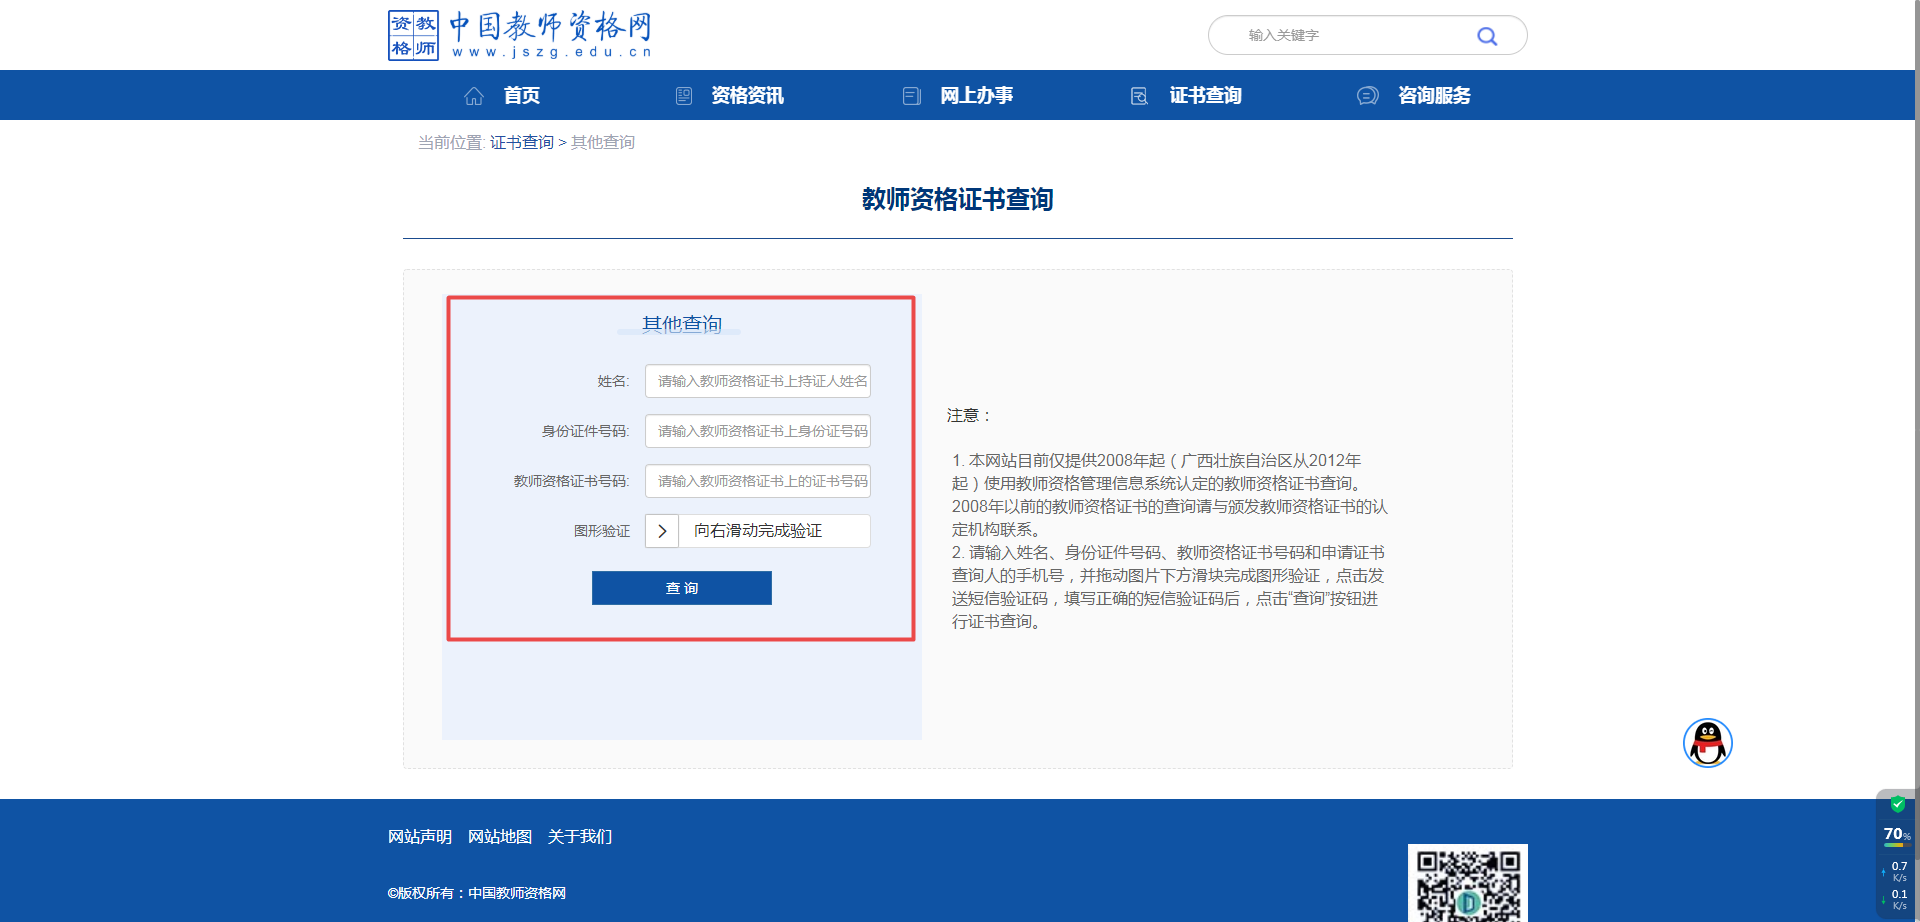 资教
格师
中国教师资格网
www.jszg.edu.cn
输入关键字
首页 资格资讯 网上办事 证书查询 咨询服务
当前位置: 证书查询 > 其他查询
教师资格证书查询
其他查询
姓名: 请输入教师资格证书上持证人姓名
身份证件号码: 请输入教师资格证书上身份证号码
教师资格证书号码: 请输入教师资格证书上的证书号码
图形验证 向右滑动完成验证
查 询
注意：
1. 本网站目前仅提供2008年起（广西壮族自治区从2012年
起）使用教师资格管理信息系统认定的教师资格证书查询。
2008年以前的教师资格证书的查询请与颁发教师资格证书的认
定机构联系。
2. 请输入姓名、身份证件号码、教师资格证书号码和申请证书
查询人的手机号，并拖动图片下方滑块完成图形验证，点击发
送短信验证码，填写正确的短信验证码后，点击“查询”按钮进
行证书查询。
网站声明 网站地图 关于我们
©版权所有：中国教师资格网
70%
0.7
K/s
0.1
K/s